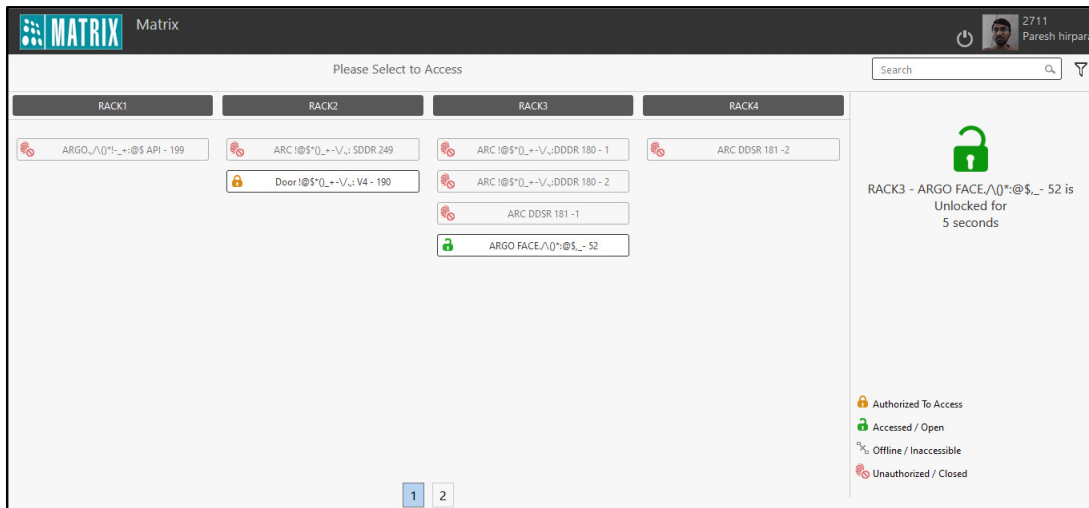 MATRIX
Matrix
2711
Paresh hirpara
Please Select to Access
Search
RACK1
RACK2
RACK3
RACK4
ARGO.,/\()*!-_+:@$ API - 199
ARC !@$*()_+-\/.,: SDDR 249
ARC !@$*()_+-\/.,:DDDR 180 - 1
ARC DDSR 181 -2
Door !@$*()_+-\/.,: V4 - 190
ARC !@$*()_+-\/.,:DDDR 180 - 2
ARC DDSR 181 -1
ARGO FACE./\()*:@$,_- 52
RACK3 - ARGO FACE./\()*:@$,_- 52 is
Unlocked for
5 seconds
Authorized To Access
Accessed / Open
Offline / Inaccessible
Unauthorized / Closed
1 2